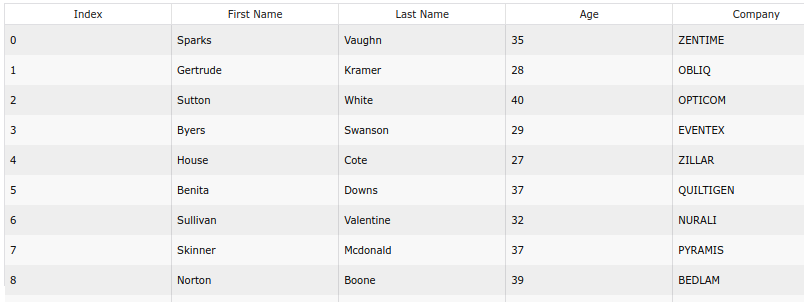 Index First Name Last Name Age Company
0 Sparks Vaughn 35 ZENTIME
1 Gertrude Kramer 28 OBLIQ
2 Sutton White 40 OPTICOM
3 Byers Swanson 29 EVENTEX
4 House Cote 27 ZILLAR
5 Benita Downs 37 QUILTIGEN
6 Sullivan Valentine 32 NURALI
7 Skinner Mcdonald 37 PYRAMIS
8 Norton Boone 39 BEDLAM